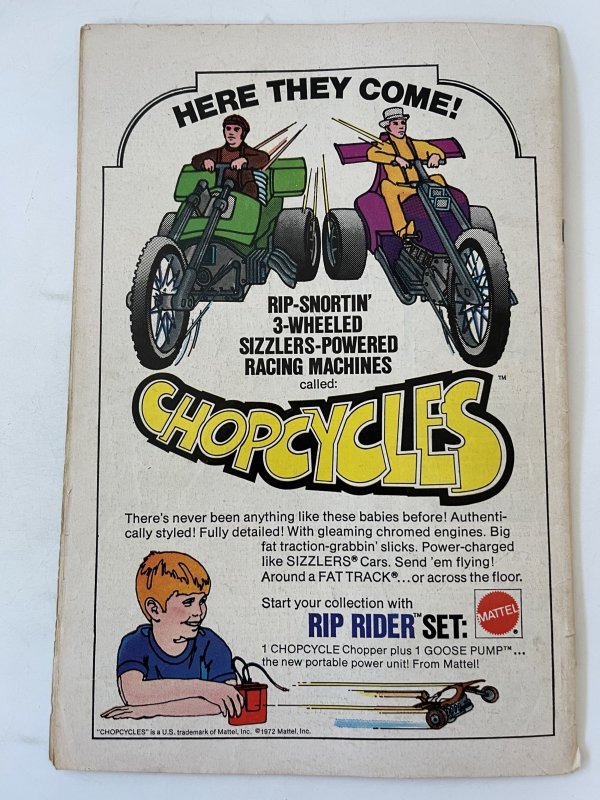 HERE THEY COME!
RIP-SNORTIN'
3-WHEELED
SIZZLERS-POWERED
RACING MACHINES
called:
CHOPCYCLES™
There's never been anything like these babies before! Authenti-
cally styled! Fully detailed! With gleaming chromed engines. Big
fat traction-grabbin' slicks. Power-charged
like SIZZLERS® Cars. Send 'em flying!
Around a FAT TRACK®...or across the floor.
Start your collection with
RIP RIDER™ SET:
MATTEL®
1 CHOPCYCLE Chopper plus 1 GOOSE PUMP™...
the new portable power unit! From Mattel!
"CHOPCYCLES" is a U.S. trademark of Mattel, Inc. ©1972 Mattel, Inc.